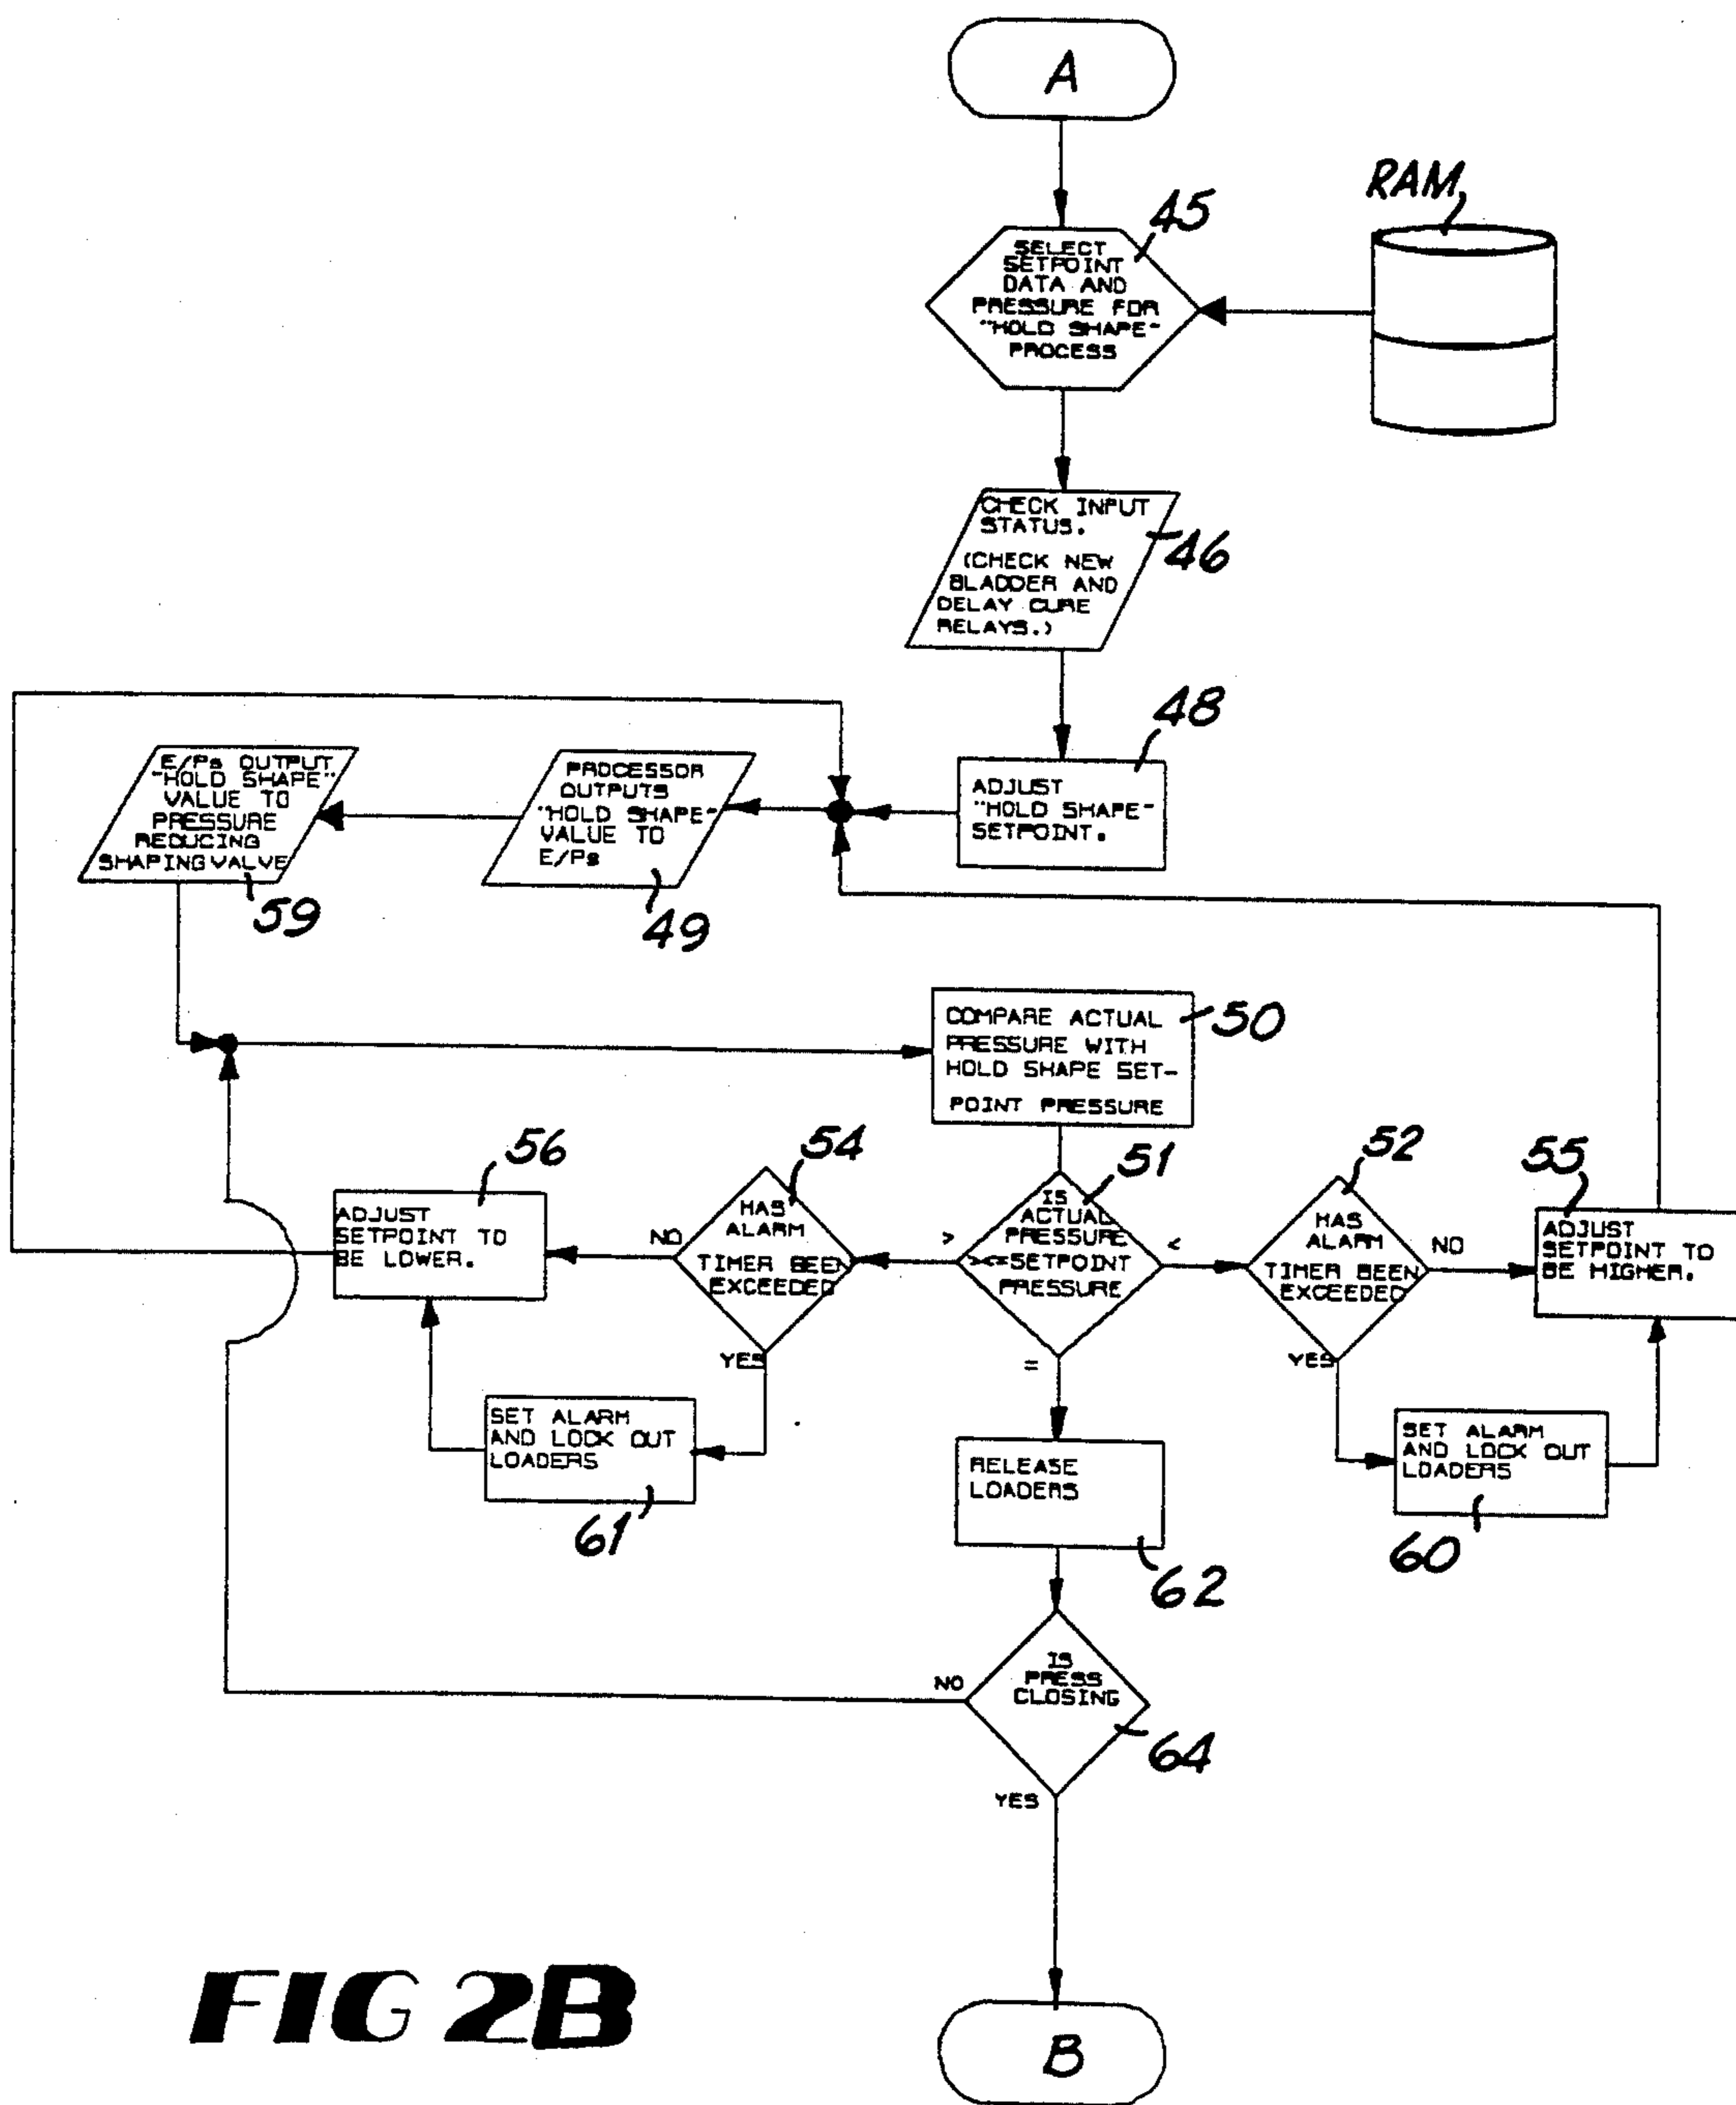 A
RAM
45
SELECT
SETPOINT
DATA AND
PRESSURE FOR
"HOLD SHAPE"
PROCESS
CHECK INPUT
STATUS.
(CHECK NEW
BLADDER AND
DELAY CURE
RELAYS.)
46
48
ADJUST
"HOLD SHAPE"
SETPOINT.
PROCESSOR
OUTPUTS
"HOLD SHAPE"
VALUE TO
E/Ps
49
E/Ps OUTPUT
"HOLD SHAPE"
VALUE TO
PRESSURE
REDUCING
SHAPING VALVE
59
COMPARE ACTUAL
PRESSURE WITH
HOLD SHAPE SET-
POINT PRESSURE
50
51
IS
ACTUAL
PRESSURE
><=SETPOINT
PRESSURE
>
<
=
54
HAS
ALARM
TIMER BEEN
EXCEEDED
NO
YES
56
ADJUST
SETPOINT TO
BE LOWER.
SET ALARM
AND LOCK OUT
LOADERS
61
52
HAS
ALARM
TIMER BEEN
EXCEEDED
NO
YES
55
ADJUST
SETPOINT TO
BE HIGHER.
SET ALARM
AND LOCK OUT
LOADERS
60
RELEASE
LOADERS
62
IS
PRESS
CLOSING
64
NO
YES
B
FIG 2B